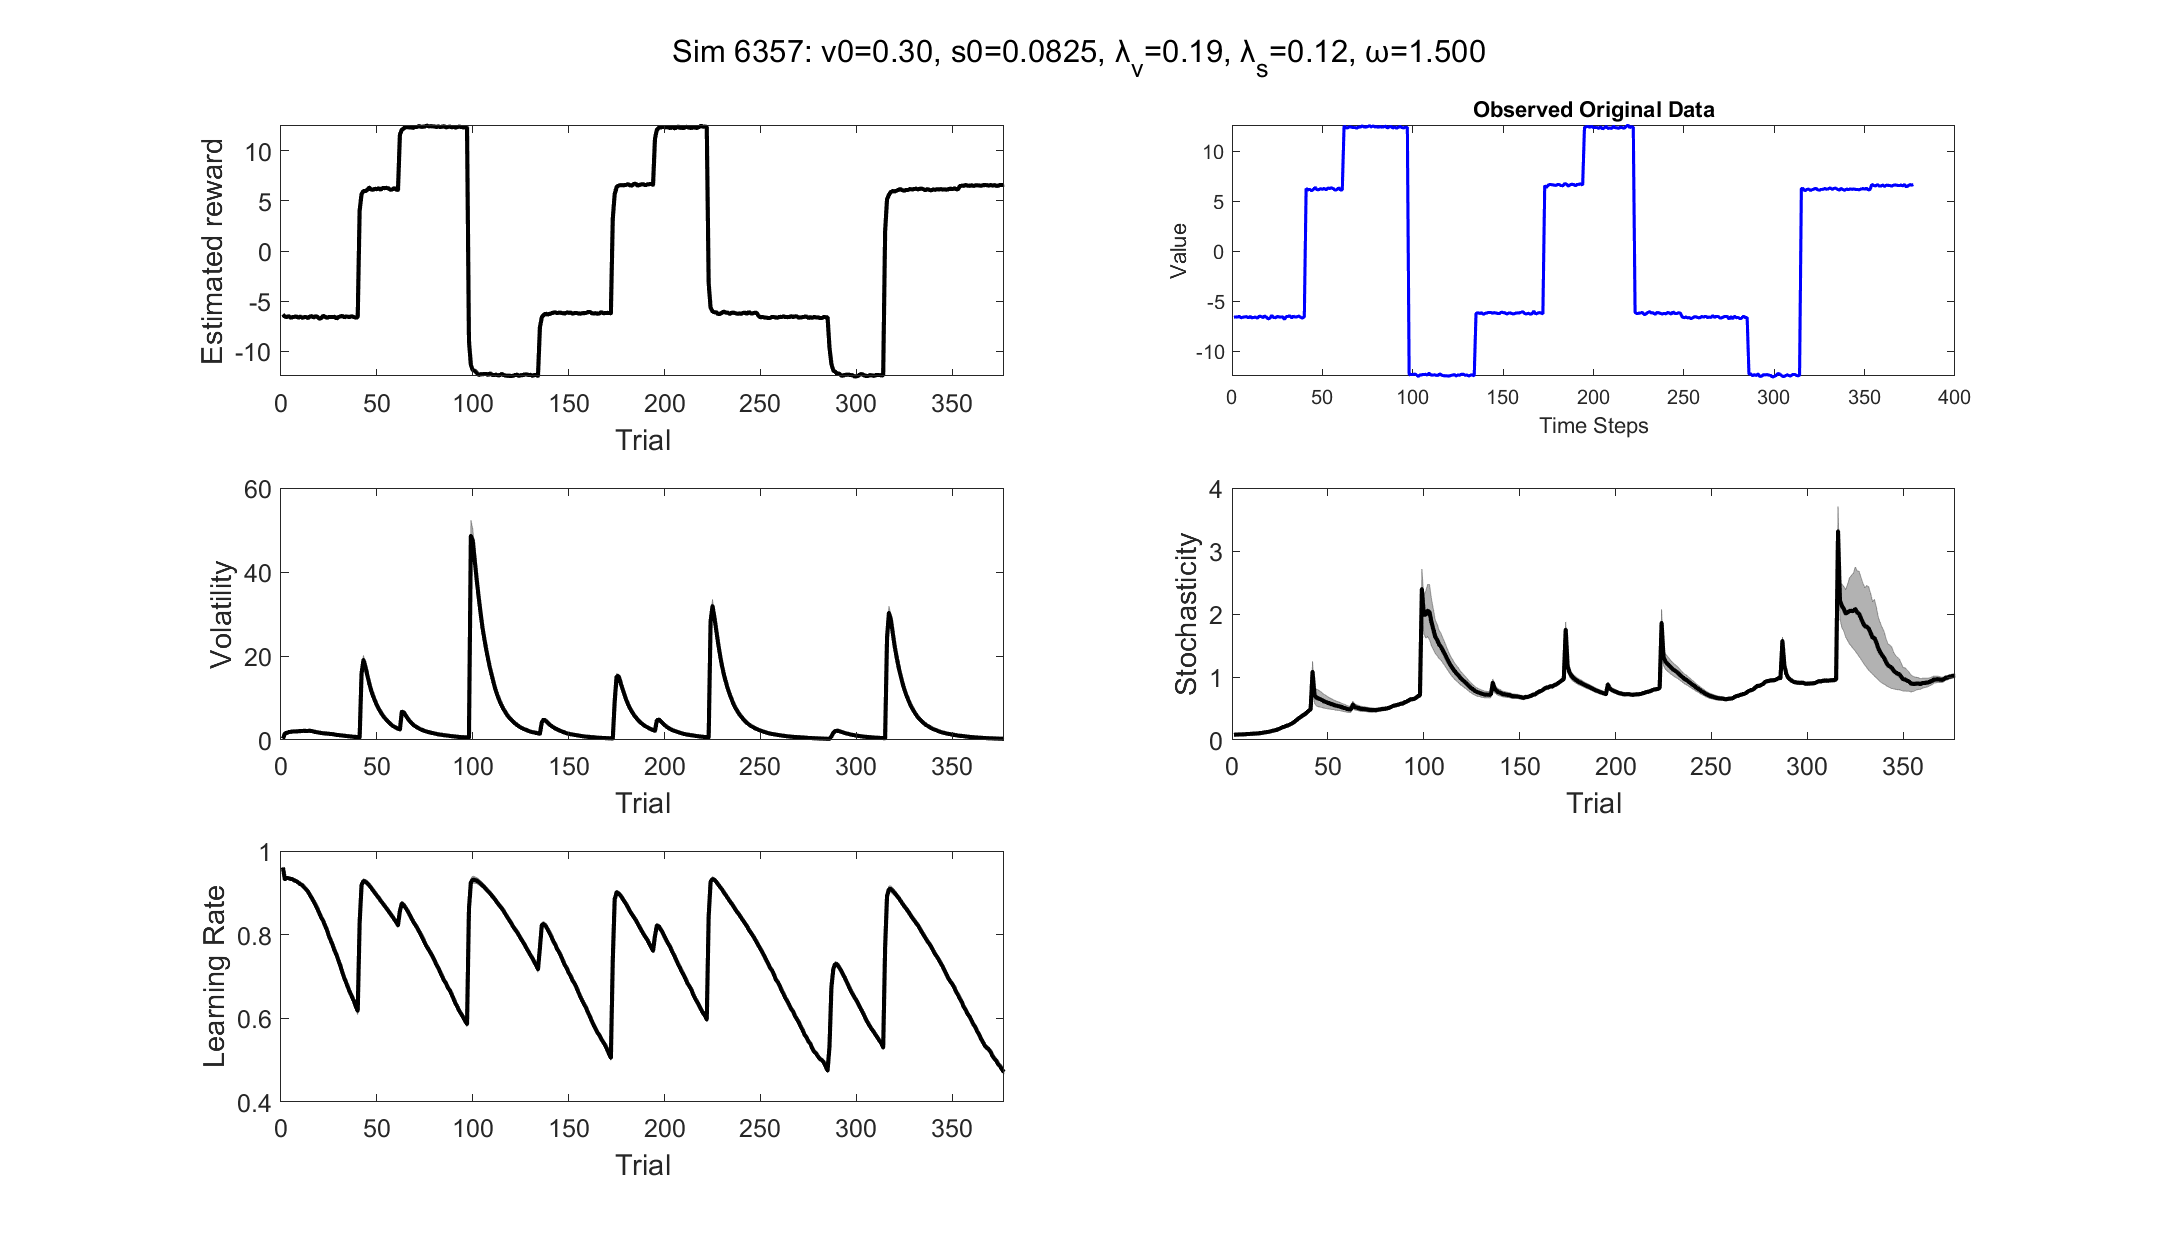 Sim 6357: v0=0.30, s0=0.0825, λ_v=0.19, λ_s=0.12, ω=1.500
Estimated reward
10
5
0
-5
-10
0 50 100 150 200 250 300 350
Trial
Observed Original Data
Value
10
5
0
-5
-10
0 50 100 150 200 250 300 350 400
Time Steps
Volatility
60
40
20
0
0 50 100 150 200 250 300 350
Trial
Stochasticity
4
3
2
1
0
0 50 100 150 200 250 300 350
Trial
Learning Rate
1
0.8
0.6
0.4
0 50 100 150 200 250 300 350
Trial